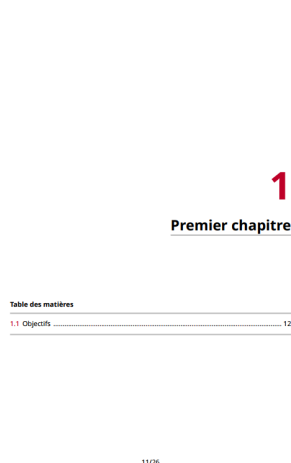 1
Premier chapitre
Table des matières
1.1 Objectifs ........................................ 12
11/26